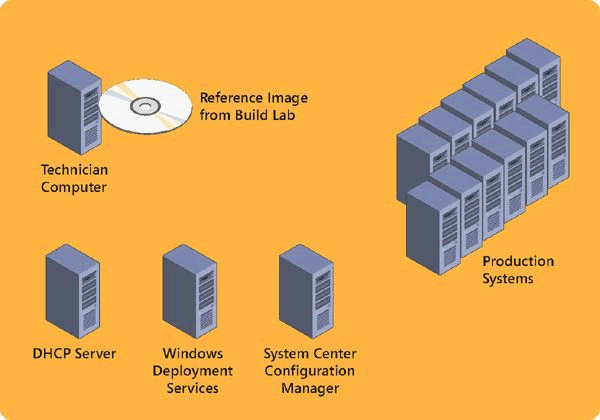 Reference Image
from Build Lab
Technician
Computer
Production
Systems
DHCP Server
Windows
Deployment
Services
System Center
Configuration
Manager